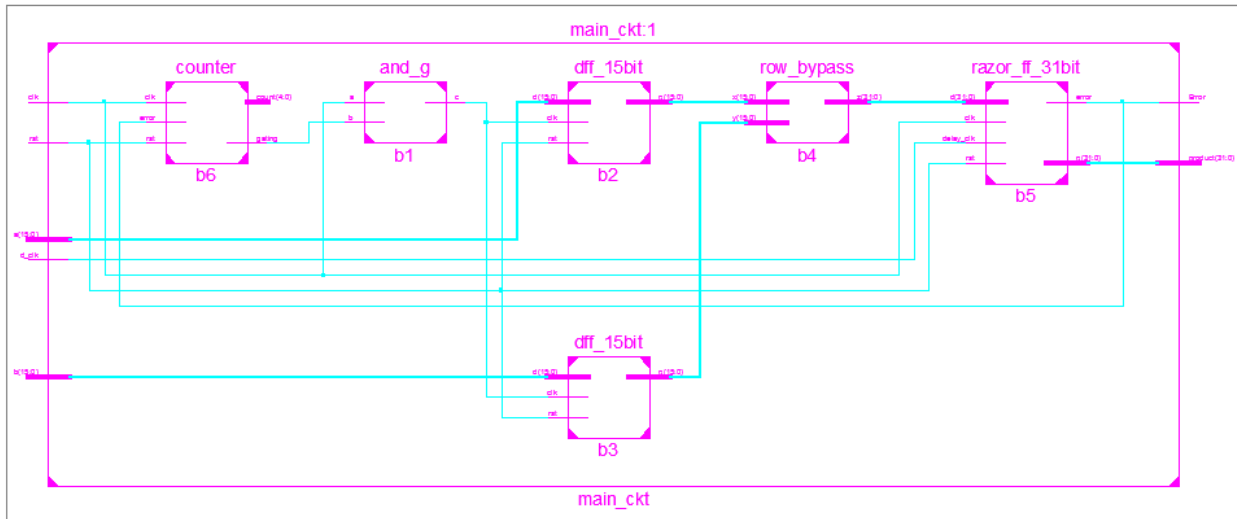 main_ckt:1
counter
and_g
dff_15bit
row_bypass
razor_ff_31bit
clk
clk
count(4:0)
a
c
d(15:0)
q(15:0)
x(15:0)
z(31:0)
d(31:0)
error
Error
error
b
clk
y(15:0)
clk
rst
rst
gating
rst
delay_clk
rst
q(31:0)
product(31:0)
b6
b1
b2
b4
b5
a(15:0)
d_clk
dff_15bit
b(15:0)
d(15:0)
q(15:0)
clk
rst
b3
main_ckt